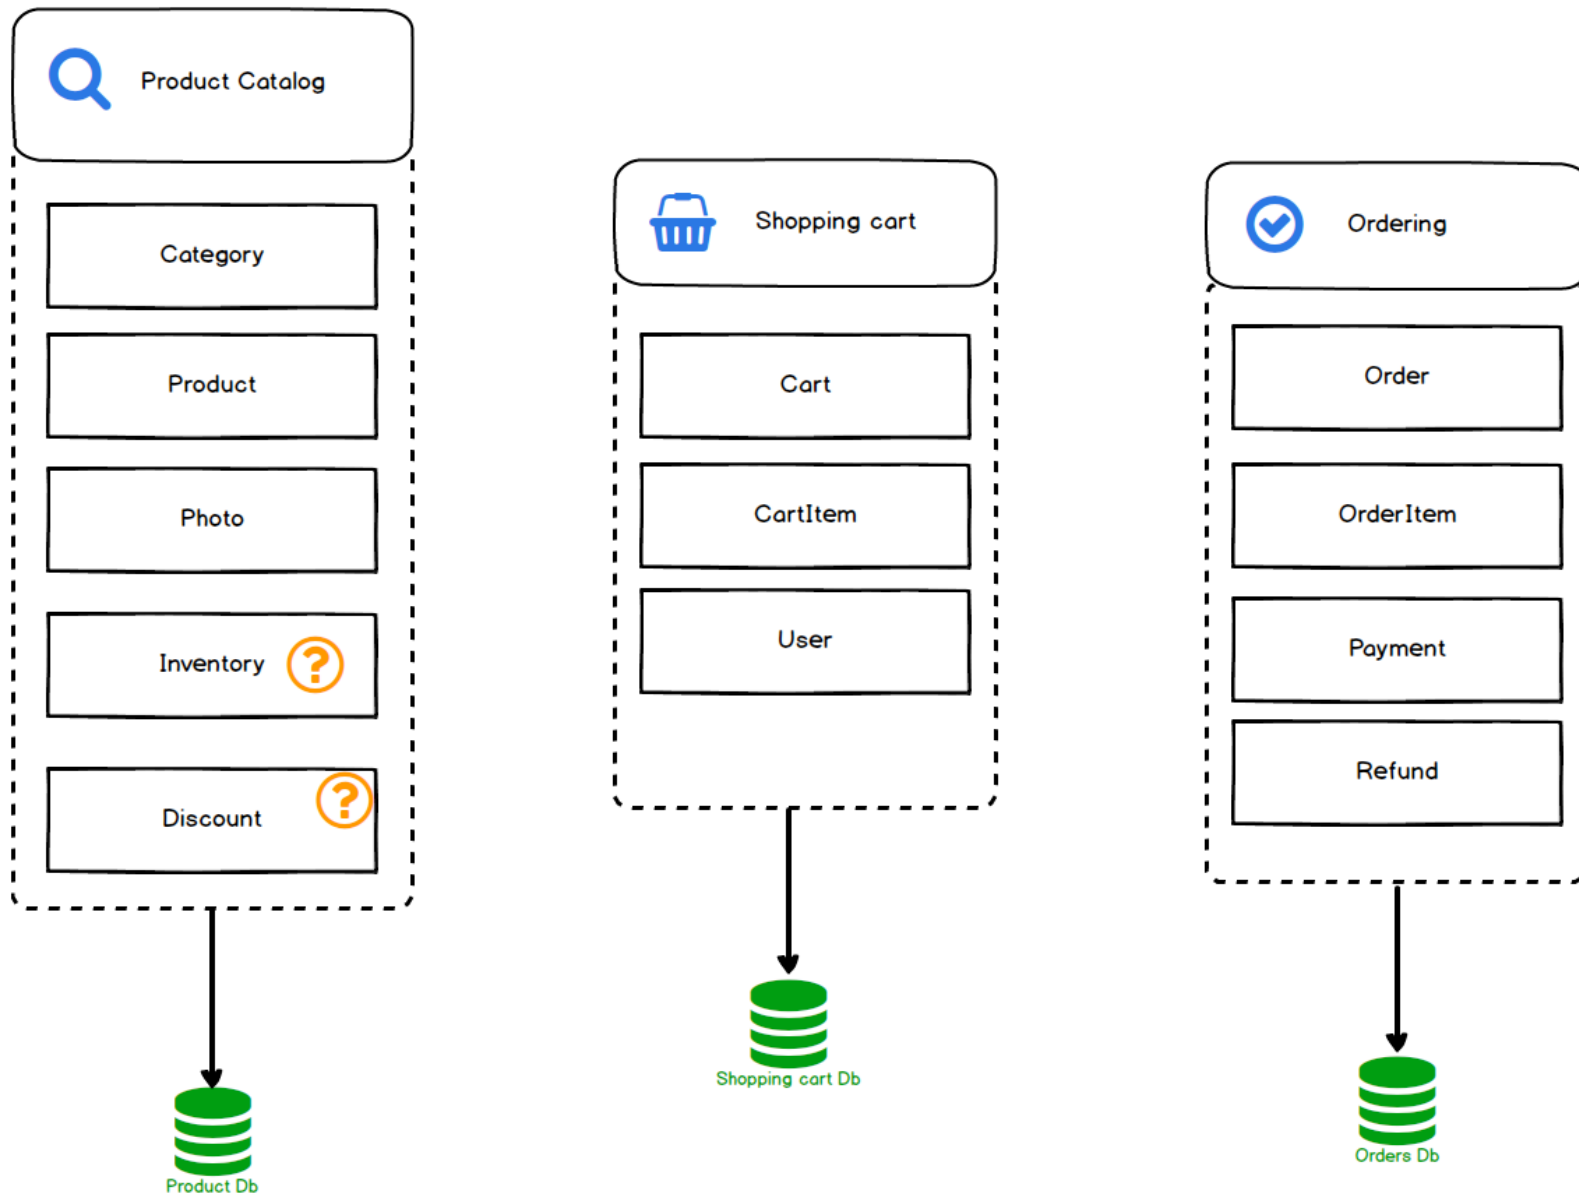 Product Catalog
Category
Product
Photo
Inventory
?
Discount
?
Product Db
Shopping cart
Cart
CartItem
User
Shopping cart Db
Ordering
Order
OrderItem
Payment
Refund
Orders Db